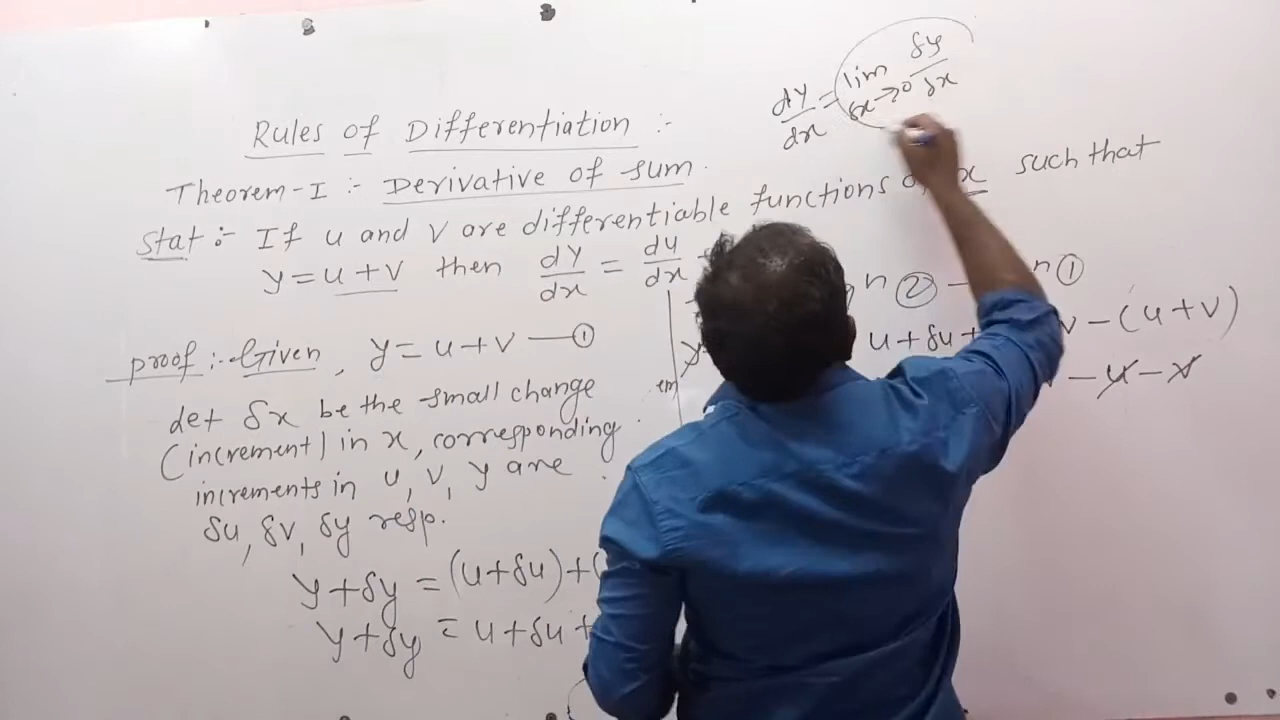 Rules of Differentiation :-
Theorem-I :- Derivative of sum.
Stat :- If u and v are differentiable functions x such that
y = u + v then dy/dx = du/dx
proof :- Given, y = u + v — ①
Let δx be the small change
(increment) in x, corresponding
increments in u, v, y are
δu, δv, δy resp.
y + δy = (u + δu) + (
y + δy = u + δu +
dy/dx = lim δx→0 δy/δx
n ② – n ①
u + δu + v – (u + v)
– u – v